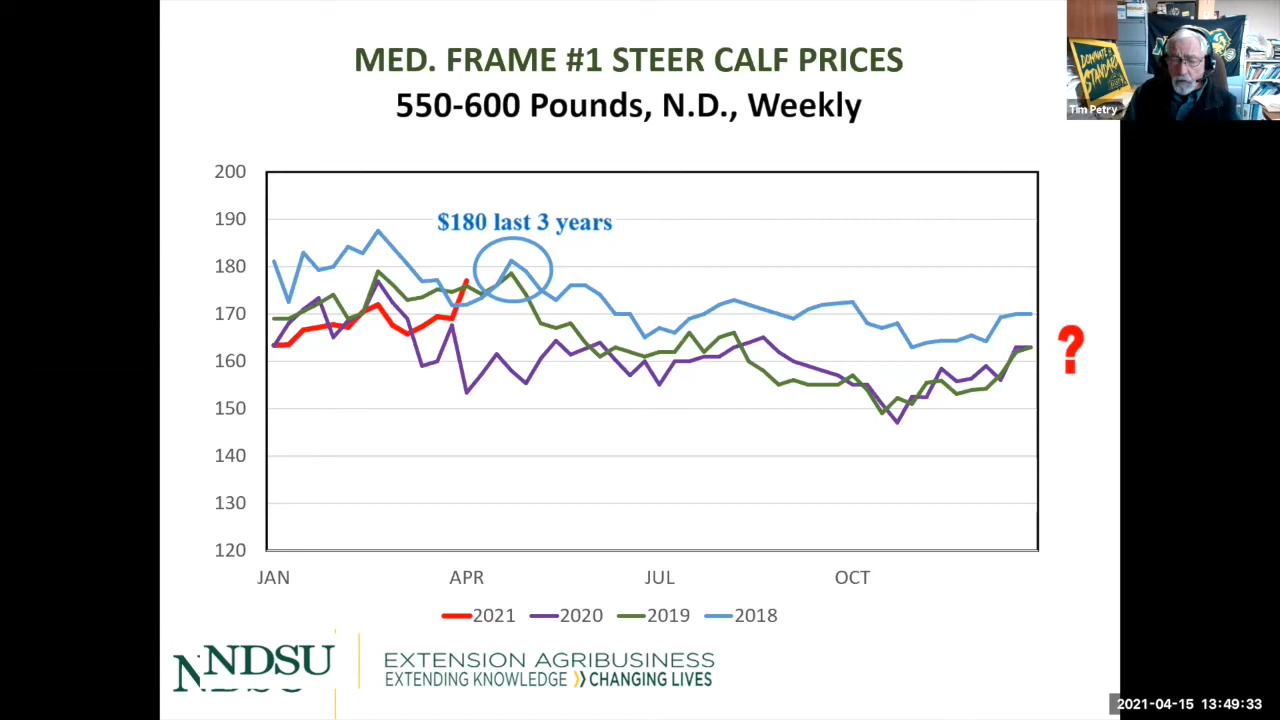 MED. FRAME #1 STEER CALF PRICES
550-600 Pounds, N.D., Weekly
DOMINATE
STANDARD
Tim Petry
200
190
180
170
160
150
140
130
120
$180 last 3 years
?
JAN APR JUL OCT
2021 2020 2019 2018
NDSU
EXTENSION AGRIBUSINESS
EXTENDING KNOWLEDGE CHANGING LIVES
2021-04-15 13:49:33